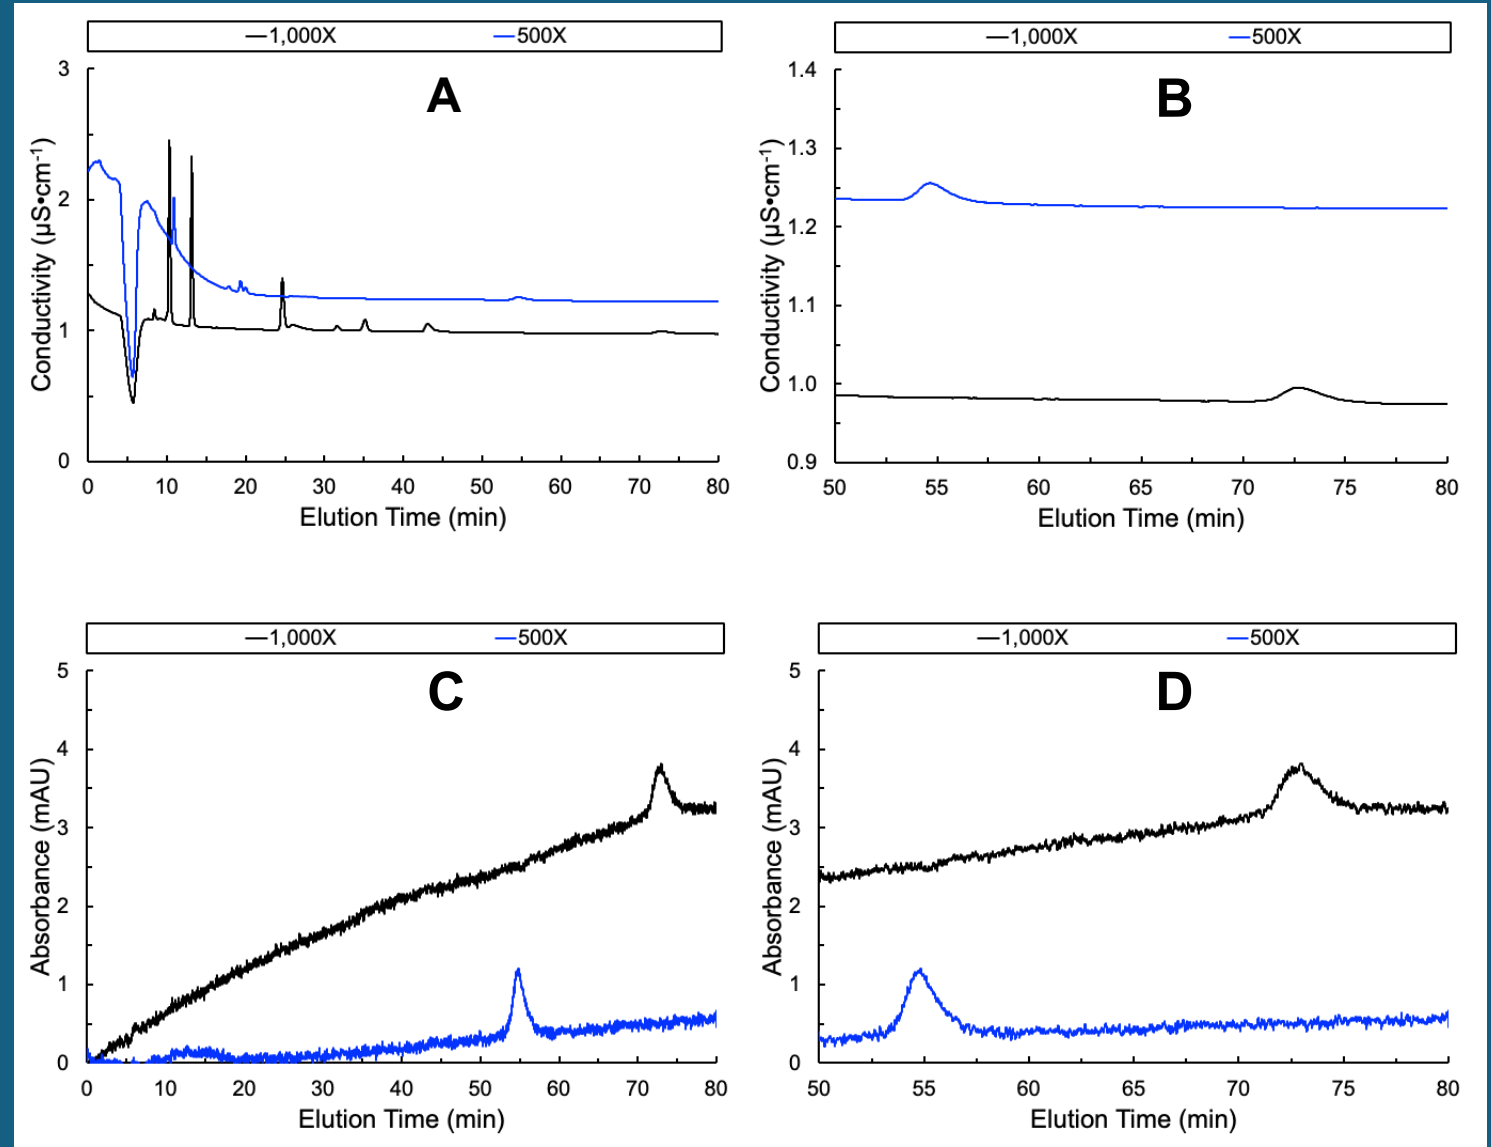 1,000X 500X
A
3
2
1
0
Conductivity (µS•cm-1)
0 10 20 30 40 50 60 70 80
Elution Time (min)
1,000X 500X
B
1.4
1.3
1.2
1.1
1.0
0.9
Conductivity (µS•cm-1)
50 55 60 65 70 75 80
Elution Time (min)
1,000X 500X
C
5
4
3
2
1
0
Absorbance (mAU)
0 10 20 30 40 50 60 70 80
Elution Time (min)
1,000X 500X
D
5
4
3
2
1
0
Absorbance (mAU)
50 55 60 65 70 75 80
Elution Time (min)